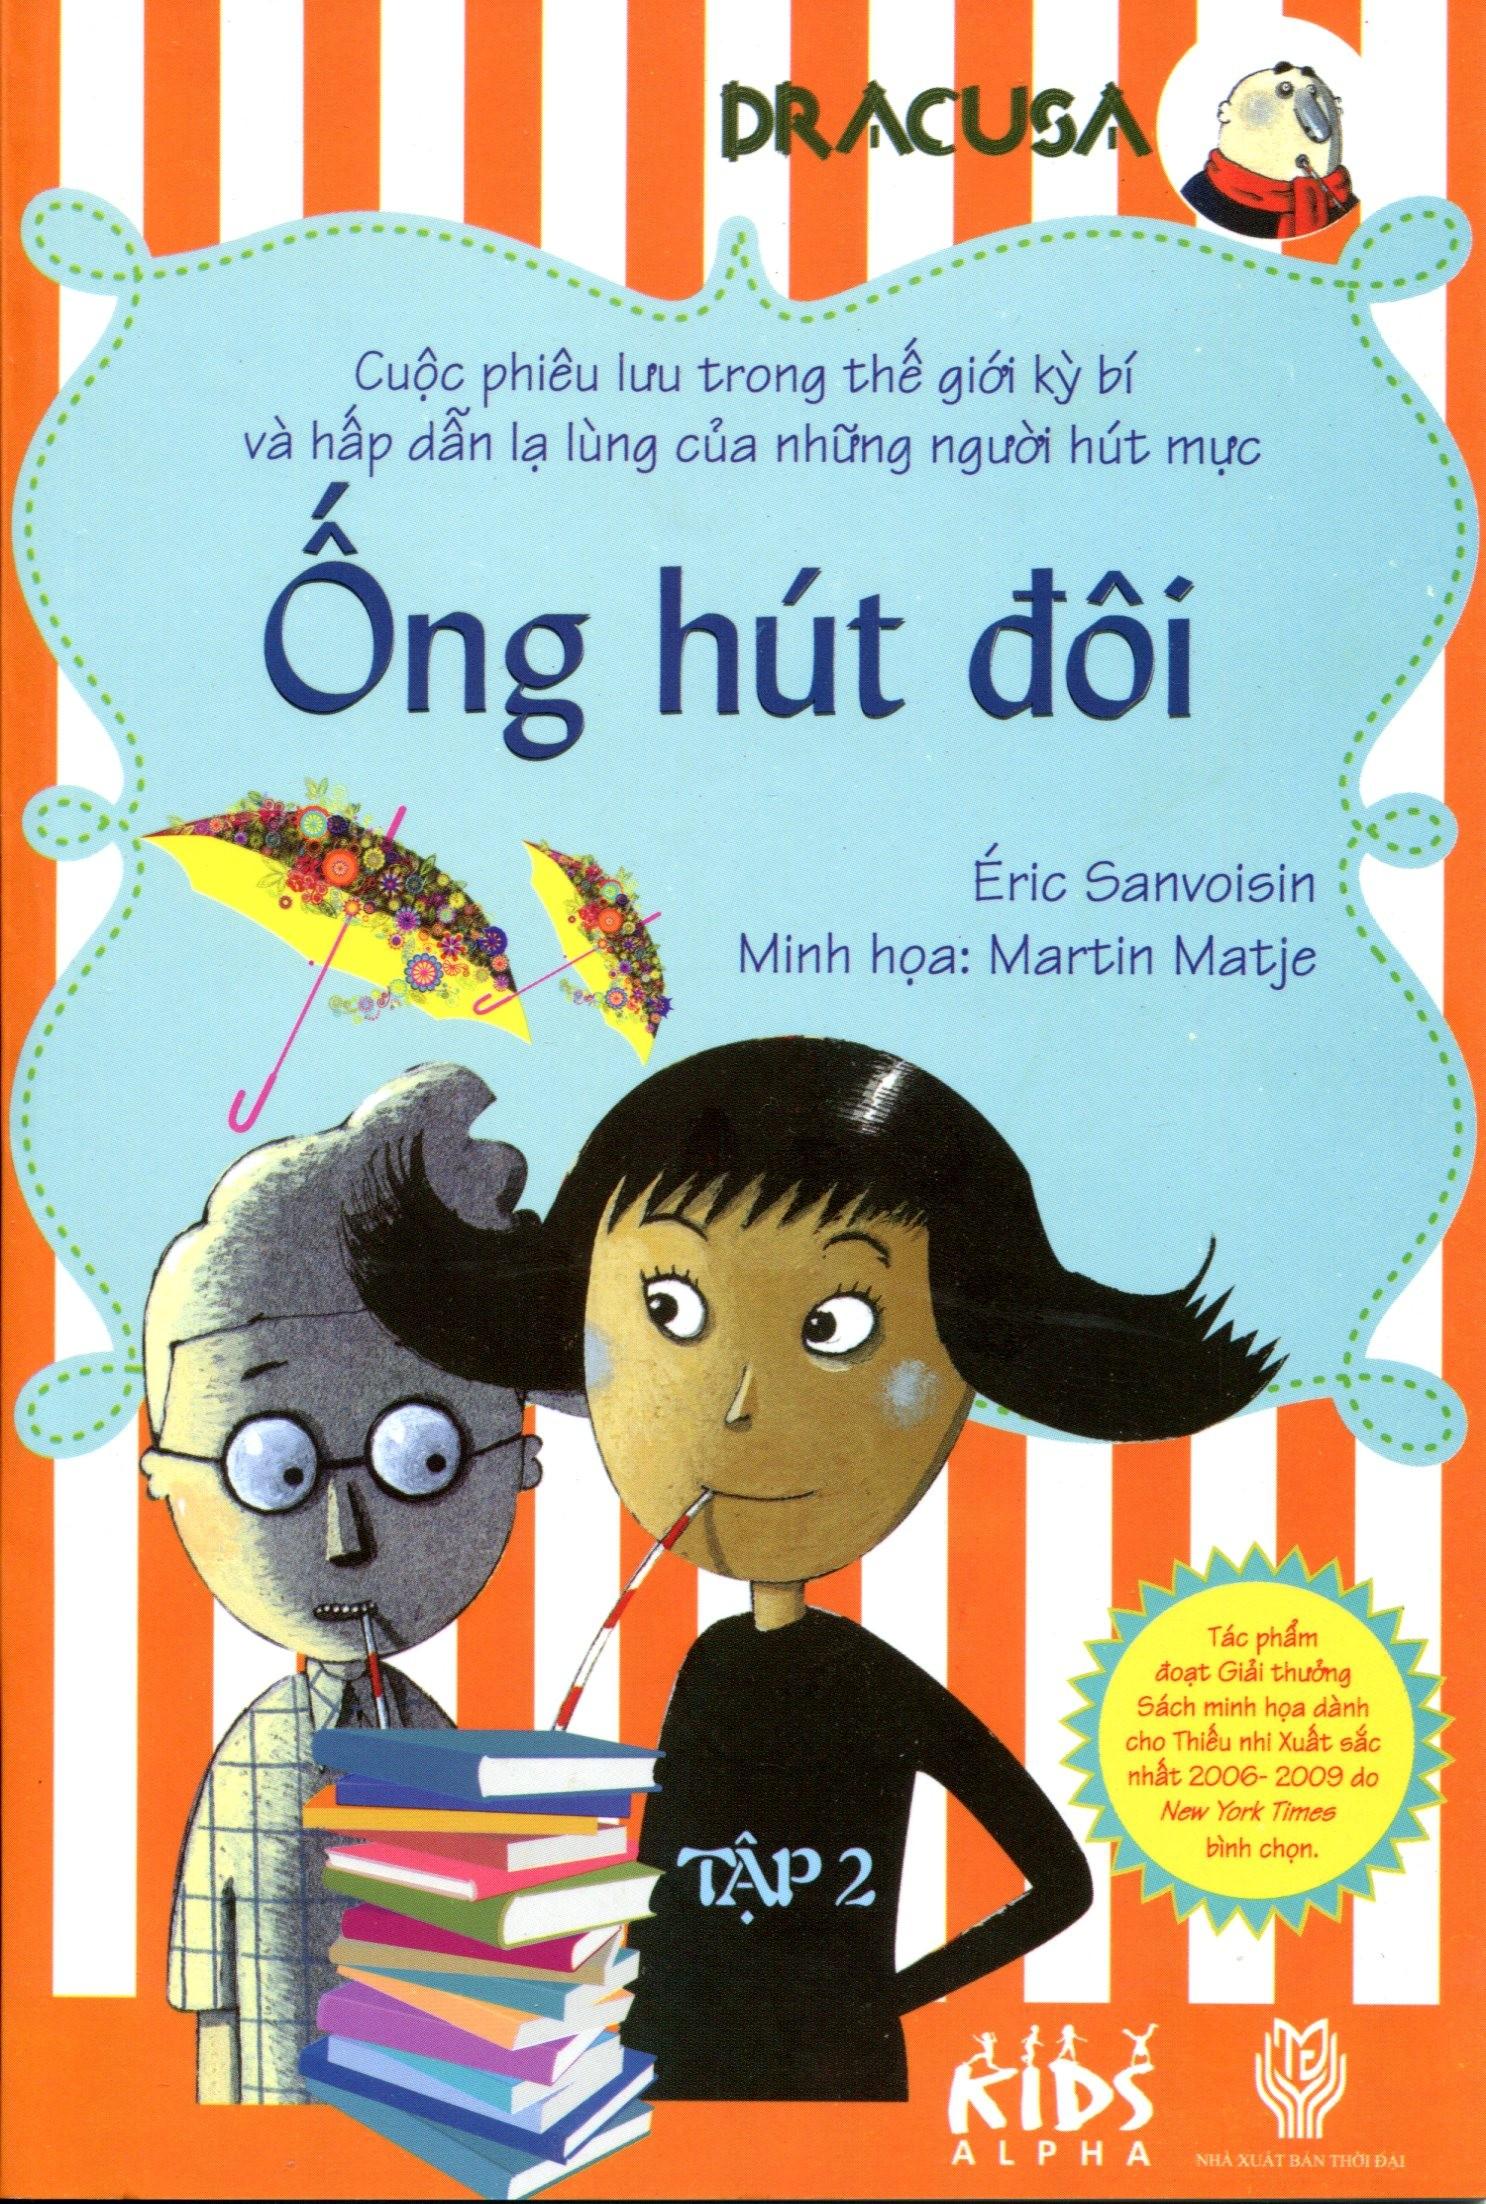 DRACUSA
Cuộc phiêu lưu trong thế giới kỳ bí
và hấp dẫn lạ lùng của những người hút mực
Ống hút đôi
Éric Sanvoisin
Minh họa: Martin Matje
Tác phẩm
đoạt Giải thưởng
Sách minh họa dành
cho Thiếu nhi Xuất sắc
nhất 2006- 2009 do
New York Times
bình chọn.
TẬP 2
KIDS
ALPHA
NHÀ XUẤT BẢN THỜI ĐẠI